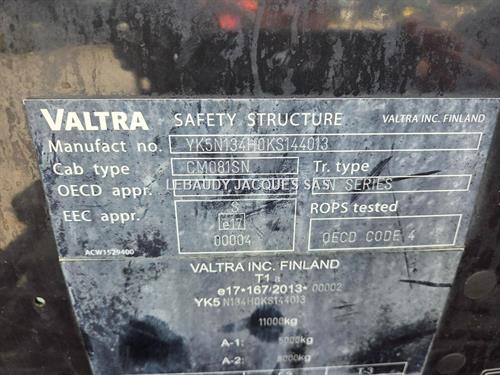 VALTRA SAFETY STRUCTURE VALTRA INC. FINLAND
Manufact no. YK5N134H0KS144013
Cab type CM081SN Tr. type
OECD appr. LEBAUDY JACQUES SASN SERIES
EEC appr. S ROPS tested
e17
00004 OECD CODE 4
ACW1529400
VALTRA INC. FINLAND
T1a
e17*167/2013*00002
YK5N134H0KS144013
11000kg
A-1: 5000kg
A-2: 8000kg
T-3